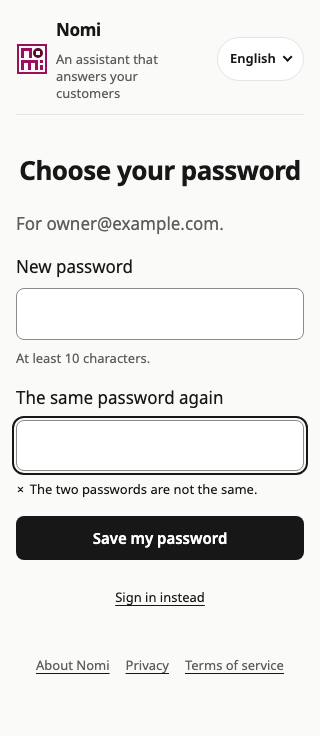 Nomi
nomi
An assistant that
answers your
customers
English
Choose your password
For owner@example.com.
New password
At least 10 characters.
The same password again
× The two passwords are not the same.
Save my password
Sign in instead
About Nomi Privacy Terms of service